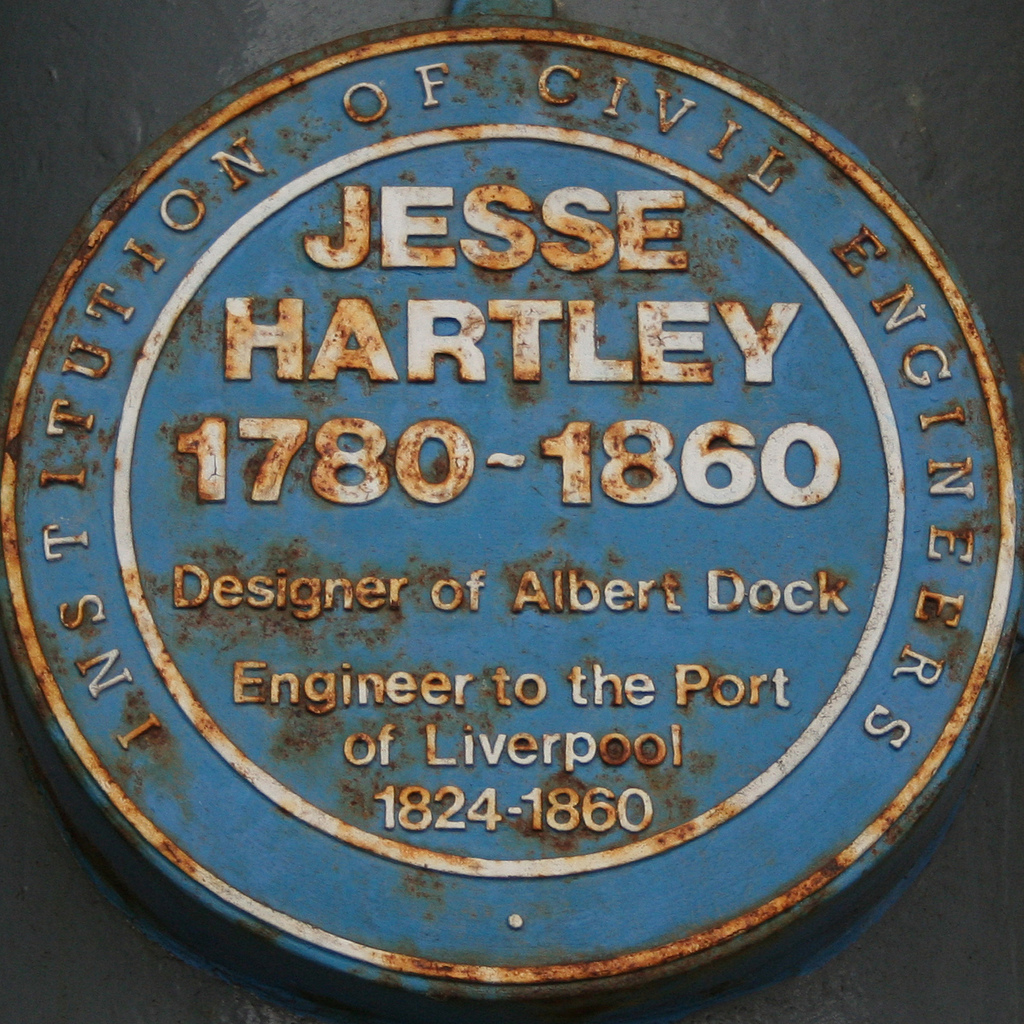 INSTITUTION OF CIVIL ENGINEERS
JESSE
HARTLEY
1780~1860
Designer of Albert Dock
Engineer to the Port
of Liverpool
1824-1860